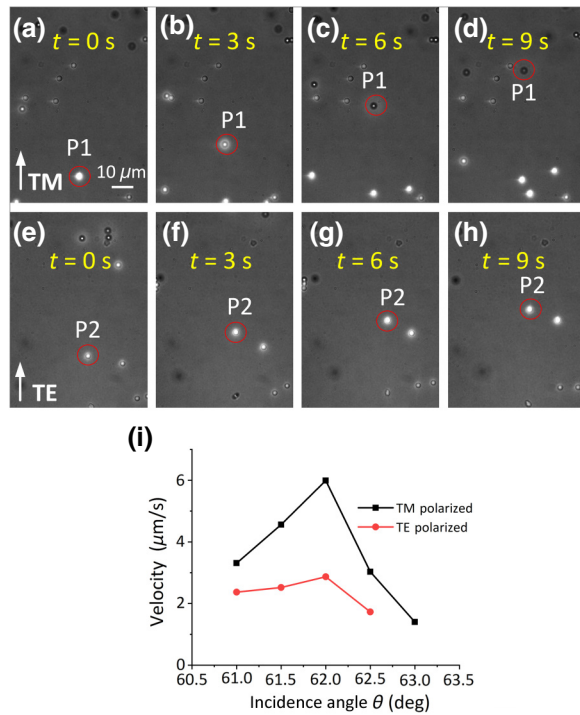 (a)
t = 0 s
P1
10 µm
TM
(b)
t = 3 s
P1
(c)
t = 6 s
P1
(d)
t = 9 s
P1
(e)
t = 0 s
P2
TE
(f)
t = 3 s
P2
(g)
t = 6 s
P2
(h)
t = 9 s
P2
(i)
Velocity (µm/s)
6
4
2
0
TM polarized
TE polarized
60.5 61.0 61.5 62.0 62.5 63.0 63.5
Incidence angle θ (deg)